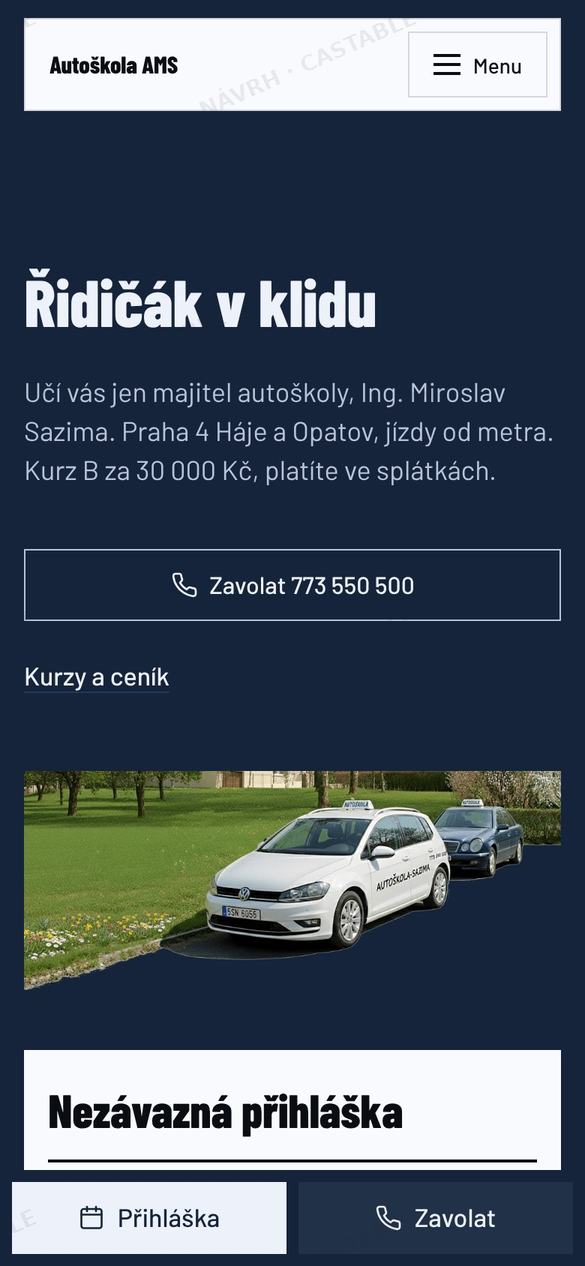 Autoškola AMS
NÁVRH · CASTABLE
Menu
Řidičák v klidu
Učí vás jen majitel autoškoly, Ing. Miroslav
Sazima. Praha 4 Háje a Opatov, jízdy od metra.
Kurz B za 30 000 Kč, platíte ve splátkách.
Zavolat 773 550 500
Kurzy a ceník
AUTOŠKOLA
AUTOŠKOLA
AUTOŠKOLA-SAZIMA
Nezávazná přihláška
Přihláška
Zavolat